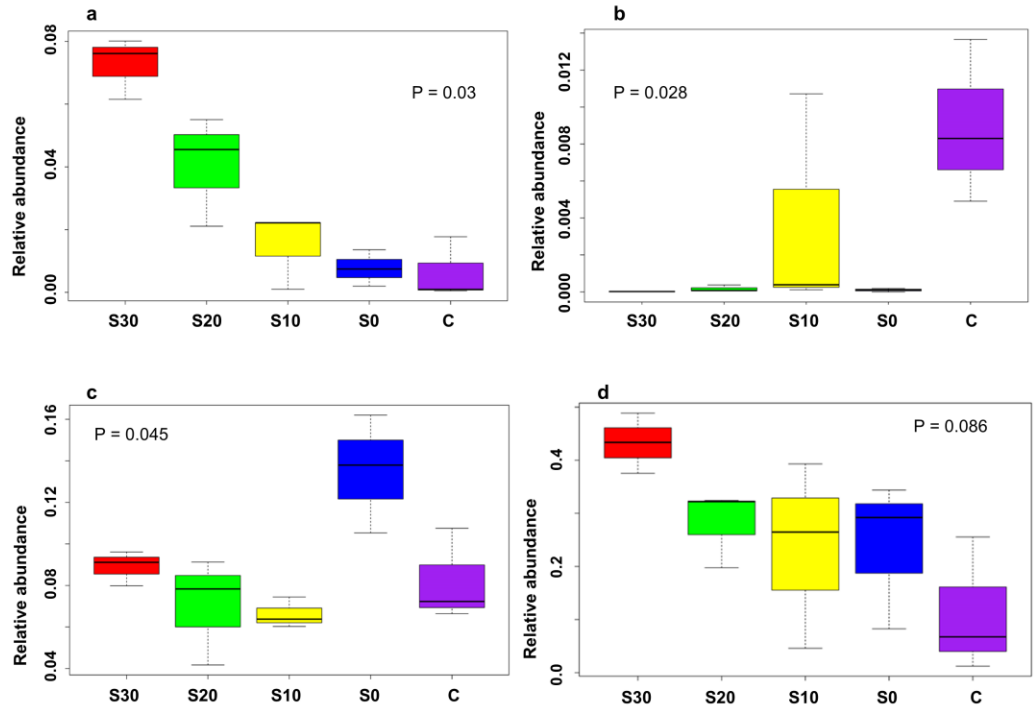 a
Relative abundance
0.08
0.04
0.00
P = 0.03
S30 S20 S10 S0 C
b
Relative abundance
0.012
0.008
0.004
0.000
P = 0.028
S30 S20 S10 S0 C
c
Relative abundance
0.16
0.12
0.08
0.04
P = 0.045
S30 S20 S10 S0 C
d
Relative abundance
0.4
0.2
0.0
P = 0.086
S30 S20 S10 S0 C